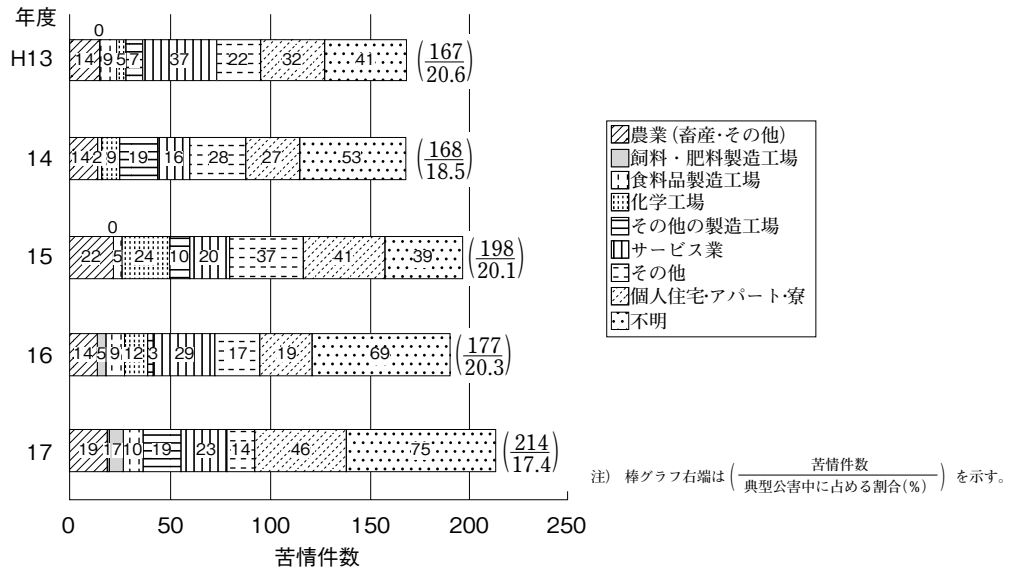 年度
0
H13 14 9 5 7 37 22 32 41 (167/20.6)
14 14 2 9 19 16 28 27 53 (168/18.5)
0
15 22 5 24 10 20 37 41 39 (198/20.1)
16 14 5 9 12 3 29 17 19 69 (177/20.3)
17 19 17 10 19 23 14 46 75 (214/17.4)
0 50 100 150 200 250
苦情件数
農業(畜産・その他)
飼料・肥料製造工場
食料品製造工場
化学工場
その他の製造工場
サービス業
その他
個人住宅・アパート・寮
不明
注) 棒グラフ右端は(苦情件数/典型公害中に占める割合(%))を示す。